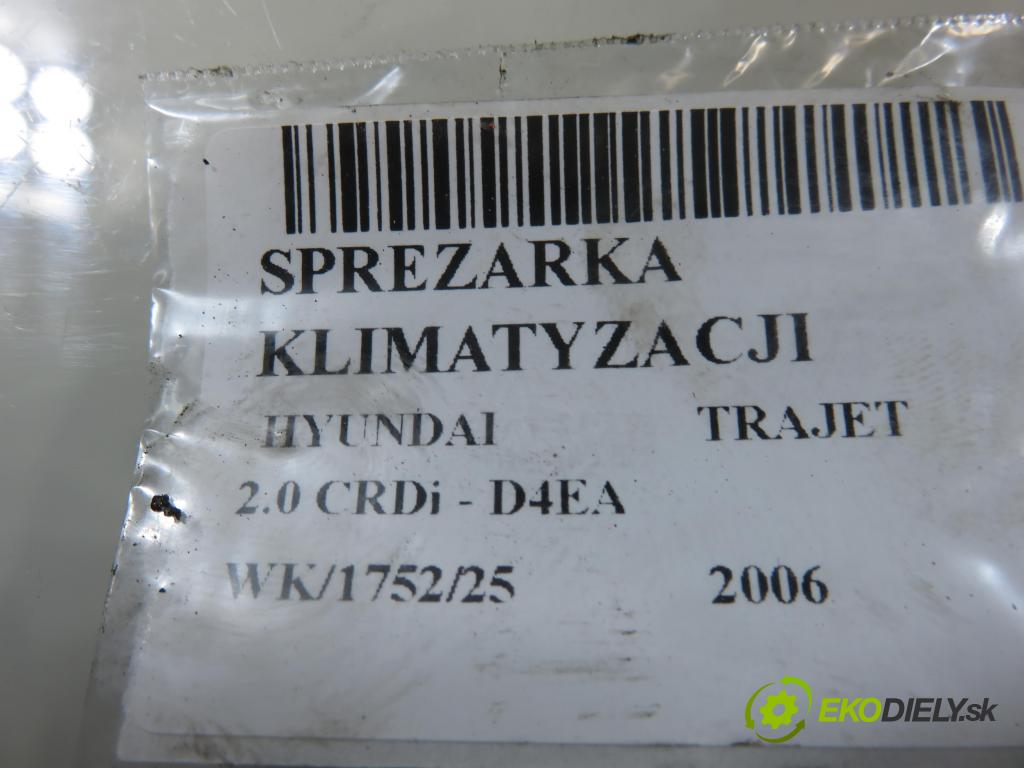 SPREZARKA
KLIMATYZACJI
HYUNDAI TRAJET
2.0 CRDi - D4EA
WK/1752/25 2006
EKODIELY.sk